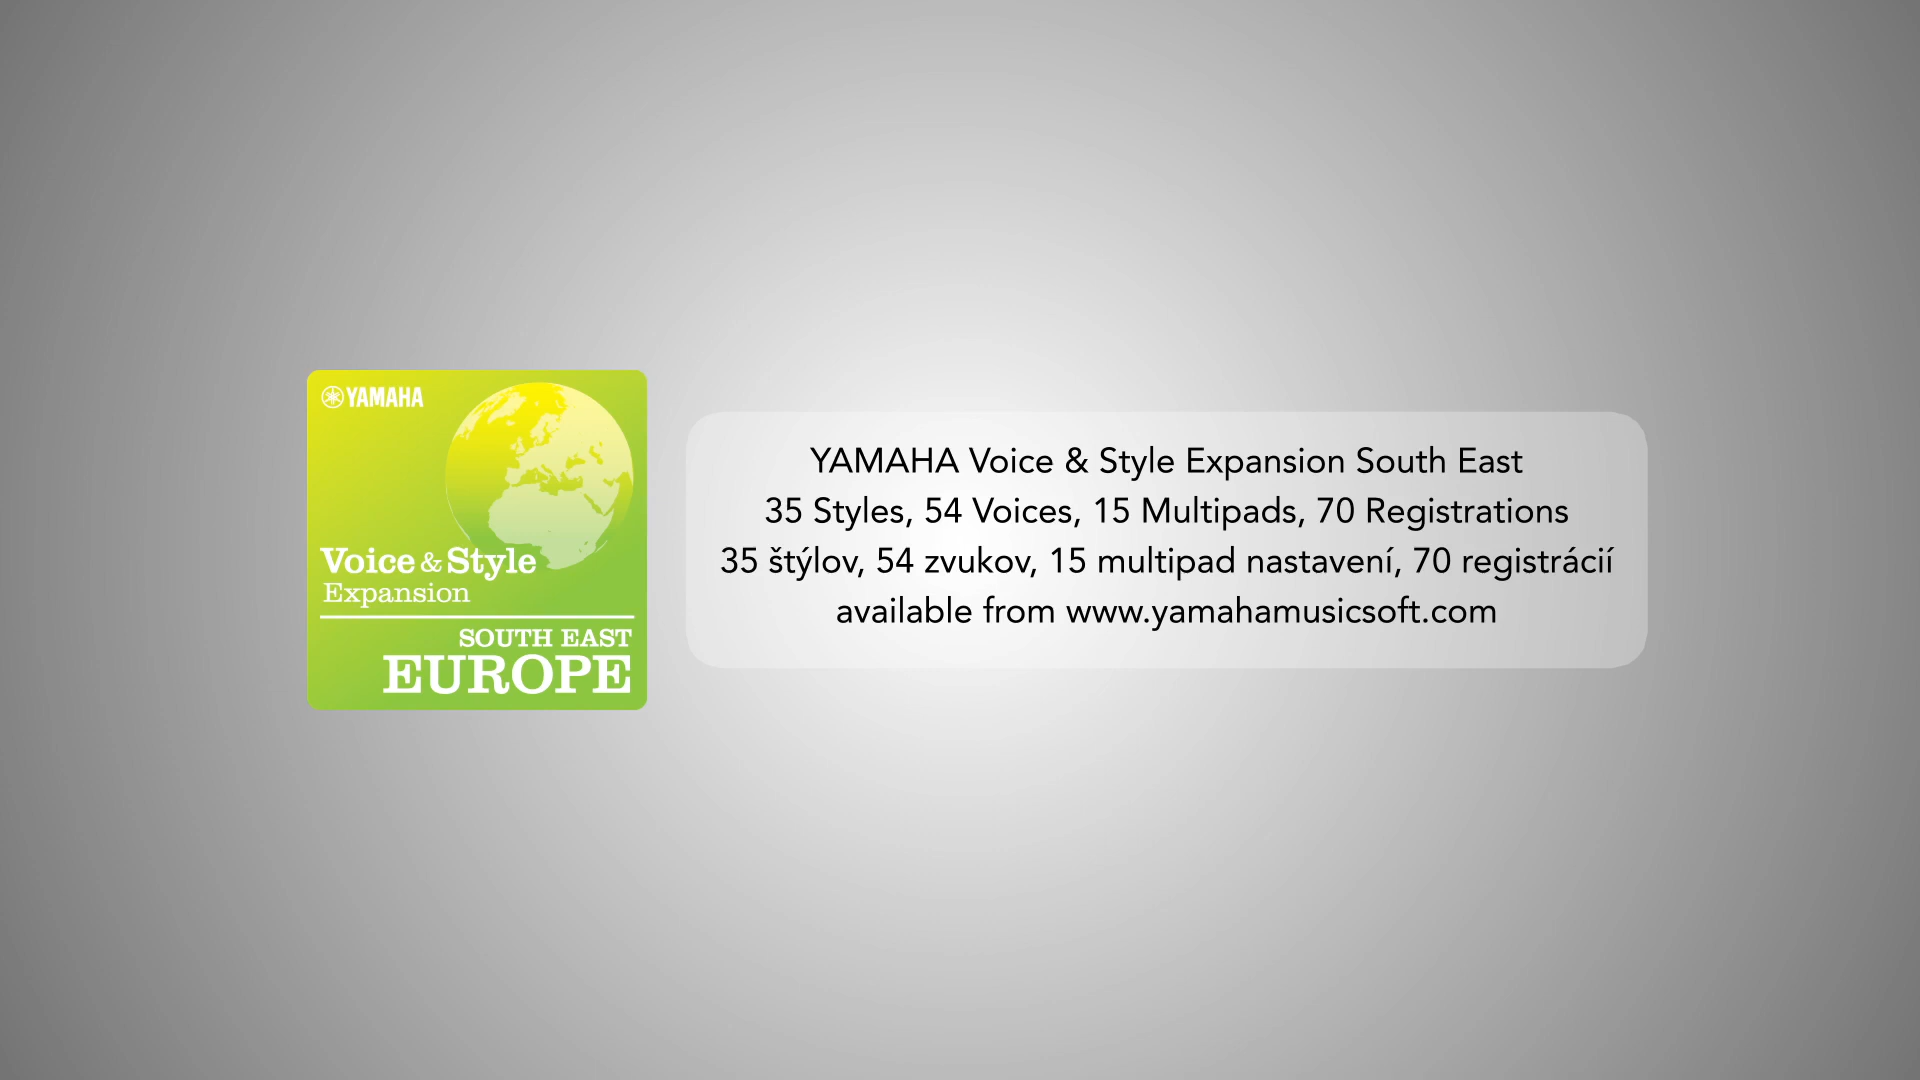 YAMAHA
Voice & Style
Expansion
SOUTH EAST
EUROPE
YAMAHA Voice & Style Expansion South East
35 Styles, 54 Voices, 15 Multipads, 70 Registrations
35 štýlov, 54 zvukov, 15 multipad nastavení, 70 registrácií
available from www.yamahamusicsoft.com